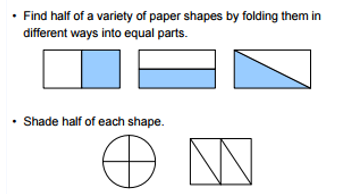 • Find half of a variety of paper shapes by folding them in
different ways into equal parts.
• Shade half of each shape.